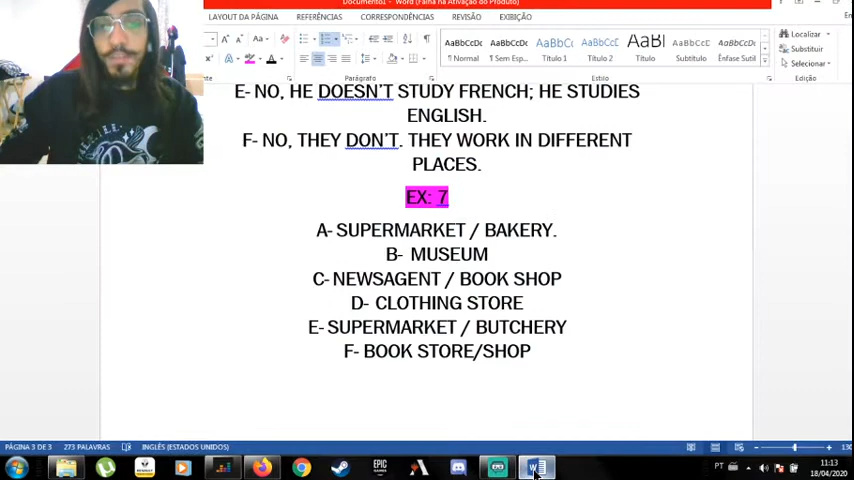 Documento1 - Word (Falha na Ativação do Produto)
LAYOUT DA PÁGINA REFERÊNCIAS CORRESPONDÊNCIAS REVISÃO EXIBIÇÃO
Aa
Localizar
Substituir
Selecionar
AaBbCcDc AaBbCcDc AaBbCc AaBbCcC AaBl AaBbCcC AaBbCcDc
¶ Normal ¶ Sem Esp... Título 1 Título 2 Título Subtítulo Ênfase Sutil
Parágrafo Estilo Edição
E- NO, HE DOESN'T STUDY FRENCH; HE STUDIES
ENGLISH.
F- NO, THEY DON'T. THEY WORK IN DIFFERENT
PLACES.
EX: 7
A- SUPERMARKET / BAKERY.
B- MUSEUM
C- NEWSAGENT / BOOK SHOP
D- CLOTHING STORE
E- SUPERMARKET / BUTCHERY
F- BOOK STORE/SHOP
PÁGINA 3 DE 3 273 PALAVRAS INGLÊS (ESTADOS UNIDOS)
EPIC GAMES
PT 11:13
18/04/2020